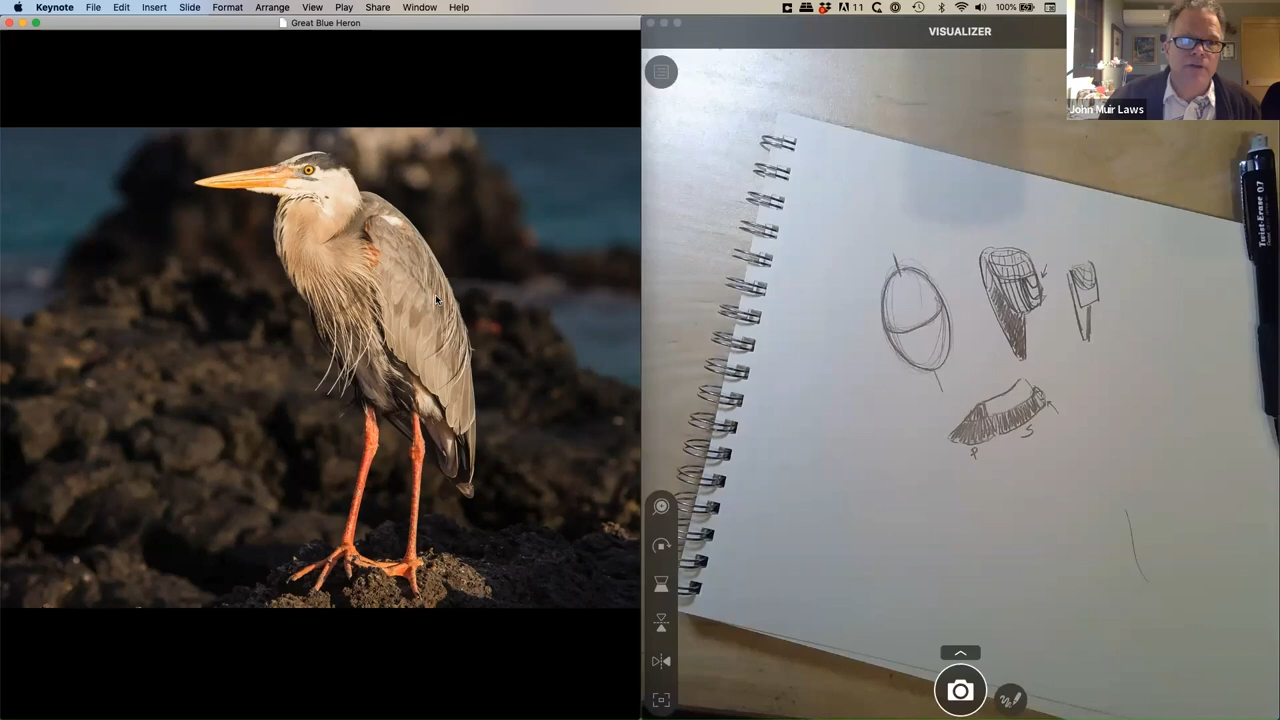 Keynote File Edit Insert Slide Format Arrange View Play Share Window Help
11
100%
Great Blue Heron
VISUALIZER
John Muir Laws
Twist-Erase 0.7
P
S